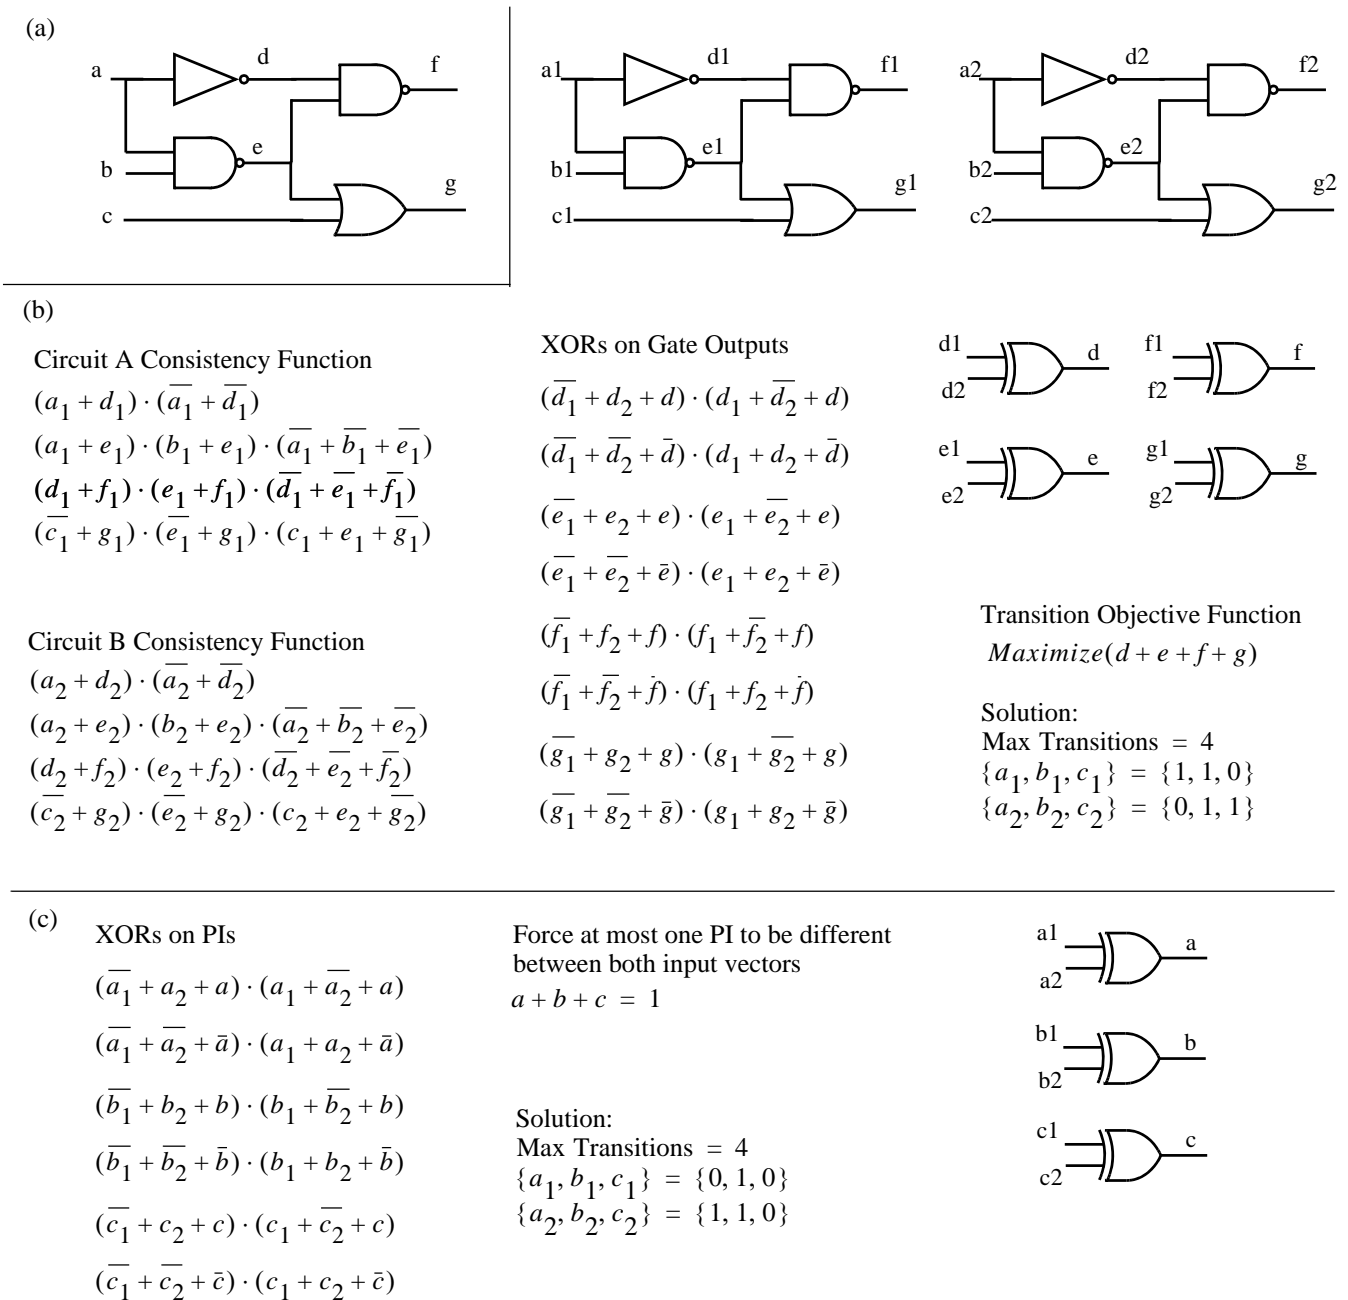 (a)
a
d
f
b
e
c
g
a1
d1
f1
b1
e1
c1
g1
a2
d2
f2
b2
e2
c2
g2
(b)
Circuit A Consistency Function
(a₁ + d₁) · (a̅₁ + d̅₁)
(a₁ + e₁) · (b₁ + e₁) · (a̅₁ + b̅₁ + e̅₁)
(d₁ + f₁) · (e₁ + f₁) · (d̅₁ + e̅₁ + f̅₁)
(c̅₁ + g₁) · (e̅₁ + g₁) · (c₁ + e₁ + g̅₁)
Circuit B Consistency Function
(a₂ + d₂) · (a̅₂ + d̅₂)
(a₂ + e₂) · (b₂ + e₂) · (a̅₂ + b̅₂ + e̅₂)
(d₂ + f₂) · (e₂ + f₂) · (d̅₂ + e̅₂ + f̅₂)
(c̅₂ + g₂) · (e̅₂ + g₂) · (c₂ + e₂ + g̅₂)
XORs on Gate Outputs
(d̅₁ + d₂ + d) · (d₁ + d̅₂ + d)
(d̅₁ + d̅₂ + d̅) · (d₁ + d₂ + d̅)
(e̅₁ + e₂ + e) · (e₁ + e̅₂ + e)
(e̅₁ + e̅₂ + e̅) · (e₁ + e₂ + e̅)
(f̅₁ + f₂ + f) · (f₁ + f̅₂ + f)
(f̅₁ + f̅₂ + f̅) · (f₁ + f₂ + f̅)
(g̅₁ + g₂ + g) · (g₁ + g̅₂ + g)
(g̅₁ + g̅₂ + g̅) · (g₁ + g₂ + g̅)
d1
d2
d
f1
f2
f
e1
e2
e
g1
g2
g
Transition Objective Function
Maximize(d + e + f + g)
Solution:
Max Transitions = 4
{a₁, b₁, c₁} = {1, 1, 0}
{a₂, b₂, c₂} = {0, 1, 1}
(c)
XORs on PIs
(a̅₁ + a₂ + a) · (a₁ + a̅₂ + a)
(a̅₁ + a̅₂ + a̅) · (a₁ + a₂ + a̅)
(b̅₁ + b₂ + b) · (b₁ + b̅₂ + b)
(b̅₁ + b̅₂ + b̅) · (b₁ + b₂ + b̅)
(c̅₁ + c₂ + c) · (c₁ + c̅₂ + c)
(c̅₁ + c̅₂ + c̅) · (c₁ + c₂ + c̅)
Force at most one PI to be different
between both input vectors
a + b + c = 1
Solution:
Max Transitions = 4
{a₁, b₁, c₁} = {0, 1, 0}
{a₂, b₂, c₂} = {1, 1, 0}
a1
a2
a
b1
b2
b
c1
c2
c